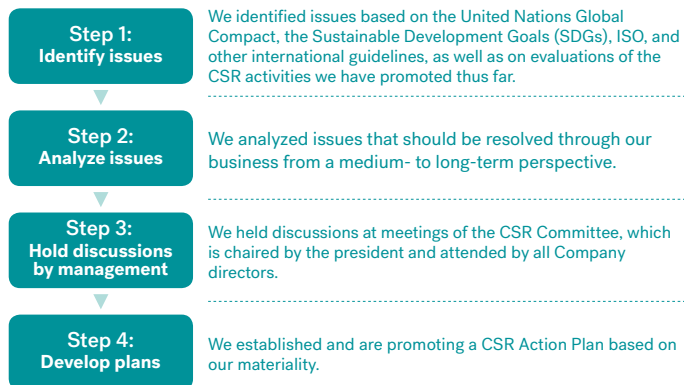 Step 1:
Identify issues
We identified issues based on the United Nations Global
Compact, the Sustainable Development Goals (SDGs), ISO, and
other international guidelines, as well as on evaluations of the
CSR activities we have promoted thus far.
Step 2:
Analyze issues
We analyzed issues that should be resolved through our
business from a medium- to long-term perspective.
Step 3:
Hold discussions
by management
We held discussions at meetings of the CSR Committee, which
is chaired by the president and attended by all Company
directors.
Step 4:
Develop plans
We established and are promoting a CSR Action Plan based on
our materiality.